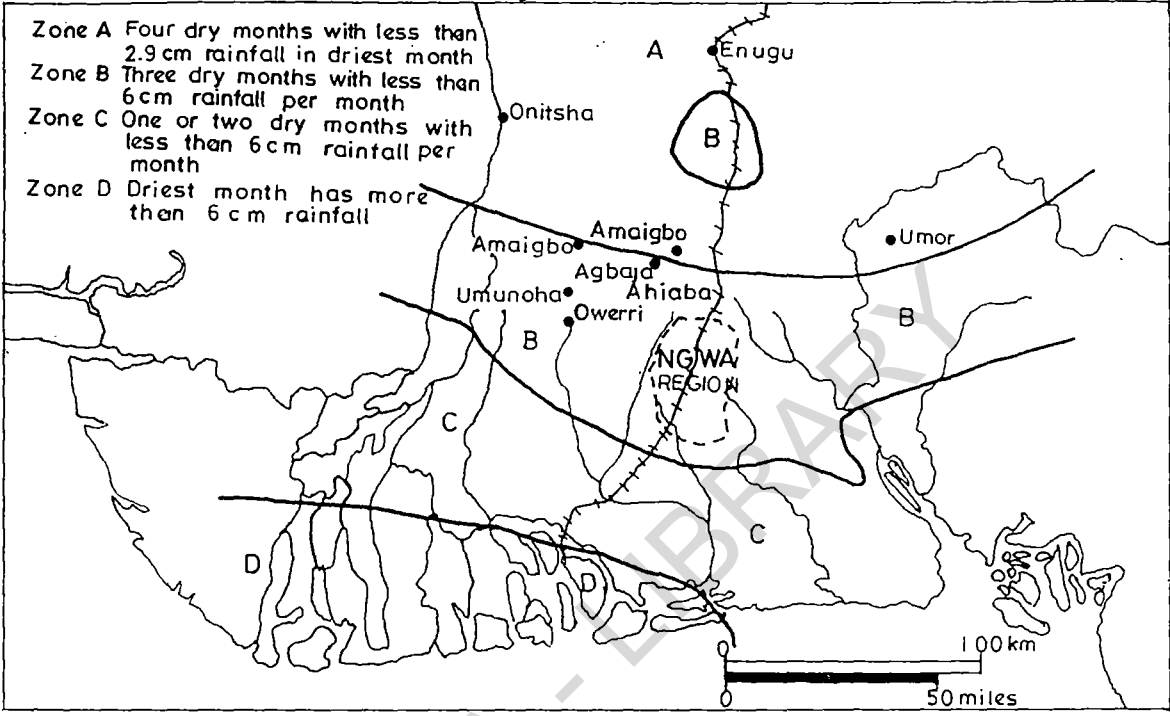 Zone A Four dry months with less than
2.9 cm rainfall in driest month
Zone B Three dry months with less than
6 cm rainfall per month
Zone C One or two dry months with
less than 6 cm rainfall per
month
Zone D Driest month has more
than 6 cm rainfall
A
Enugu
Onitsha
B
Amaigbo
Amaigbo
Umor
Agbaja
Umunoha
Ahiaba
Owerri
B
B
NGWA
REGION
C
C
D
D
- LIBRARY
0
100 km
0
50 miles